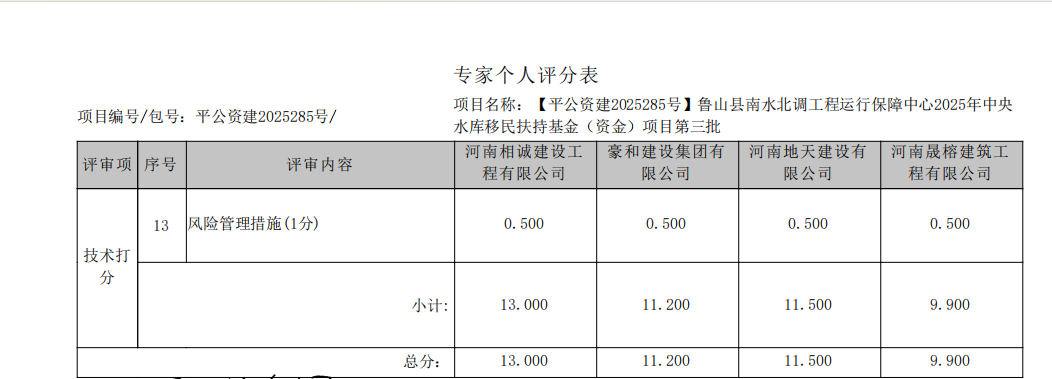 专家个人评分表
项目编号/包号: 平公资建2025285号/
项目名称: 【平公资建2025285号】鲁山县南水北调工程运行保障中心2025年中央
水库移民扶持基金（资金）项目第三批
评审项 序号 评审内容 河南相诚建设工程有限公司 豪和建设集团有限公司 河南地天建设有限公司 河南晟榕建筑工程有限公司
技术打分 13 风险管理措施(1分) 0.500 0.500 0.500 0.500
小计: 13.000 11.200 11.500 9.900
总分: 13.000 11.200 11.500 9.900